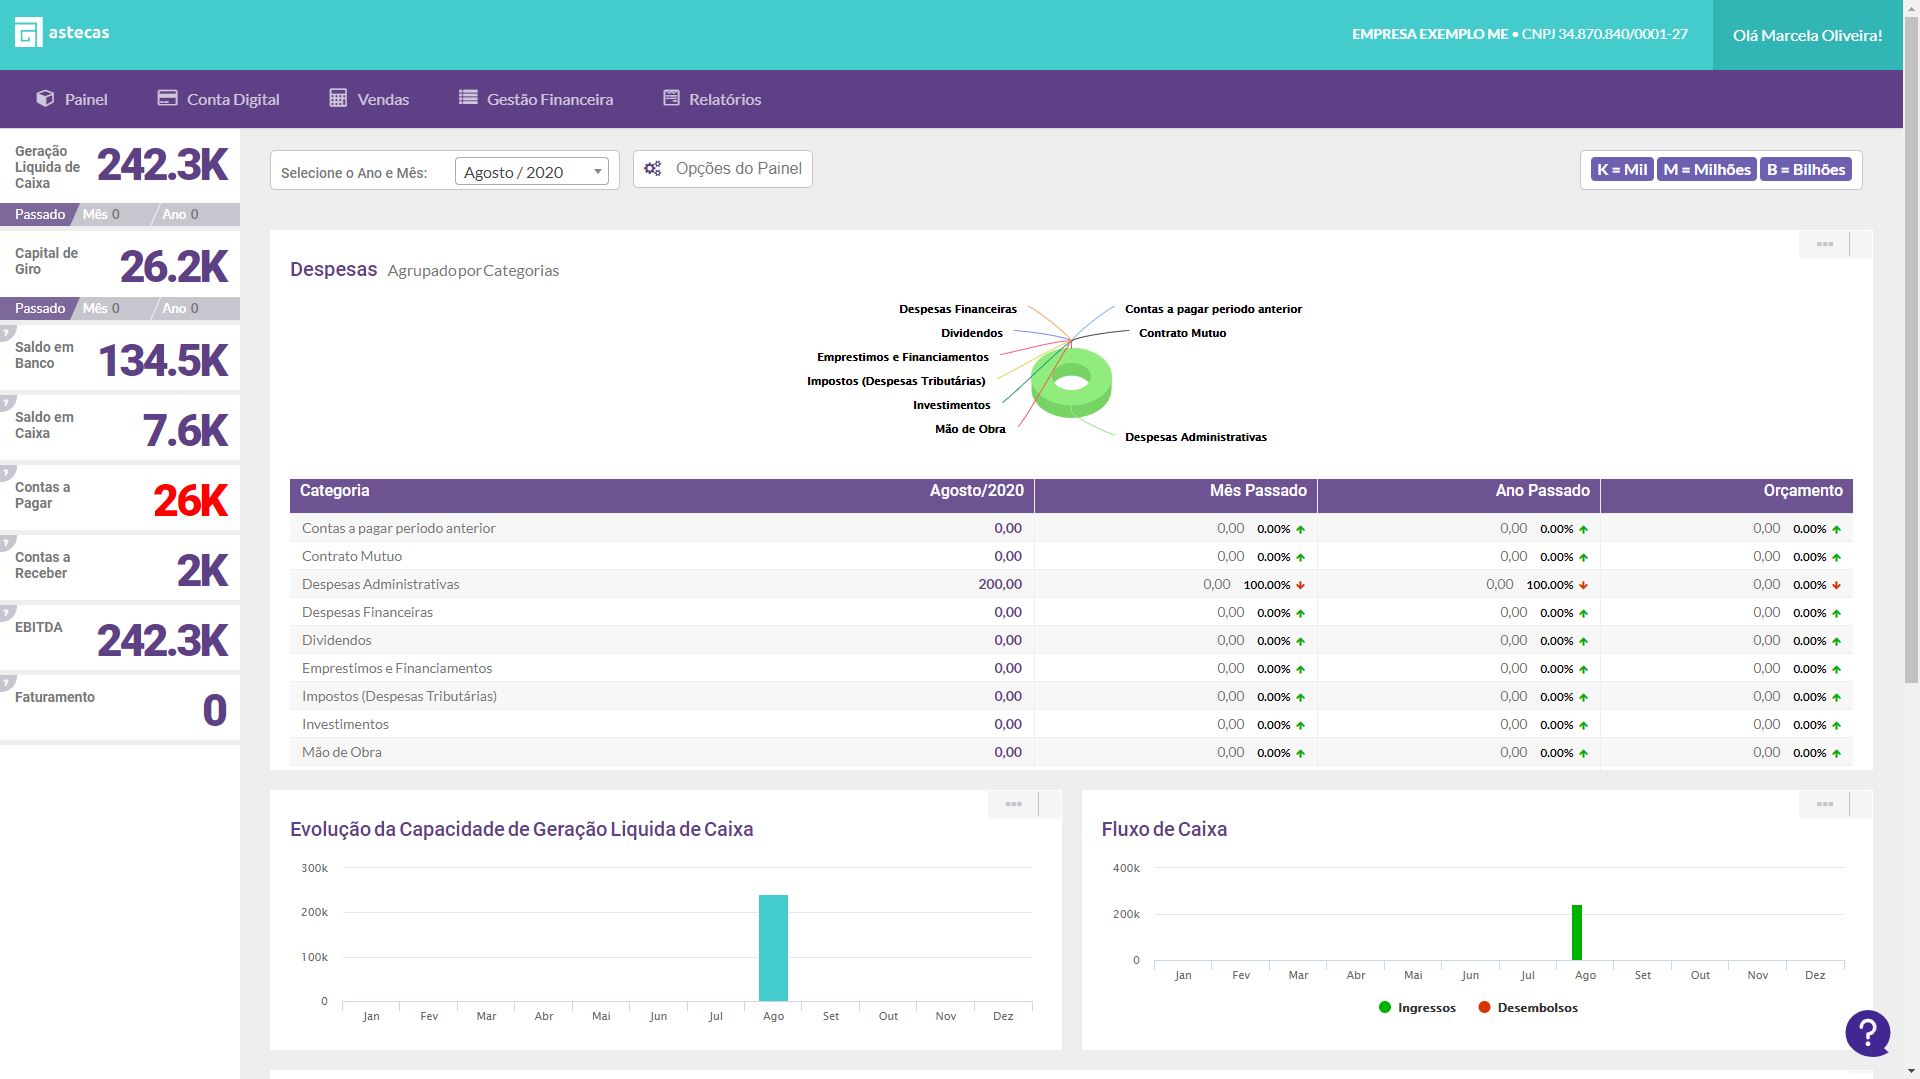 astecas
EMPRESA EXEMPLO ME • CNPJ 34.870.840/0001-27
Olá Marcela Oliveira!
Painel
Conta Digital
Vendas
Gestão Financeira
Relatórios
Geração Liquida de Caixa
242.3K
Passado Mês 0 / Ano 0
Capital de Giro
26.2K
Passado Mês 0 / Ano 0
?
Saldo em Banco
134.5K
?
Saldo em Caixa
7.6K
?
Contas a Pagar
26K
?
Contas a Receber
2K
?
EBITDA
242.3K
?
Faturamento
0
Selecione o Ano e Mês:
Agosto / 2020
Opções do Painel
K = Mil
M = Milhões
B = Bilhões
Despesas Agrupado por Categorias
Despesas Financeiras
Dividendos
Emprestimos e Financiamentos
Impostos (Despesas Tributárias)
Investimentos
Mão de Obra
Contas a pagar periodo anterior
Contrato Mutuo
Despesas Administrativas
Categoria Agosto/2020 Mês Passado Ano Passado Orçamento
Contas a pagar periodo anterior 0,00 0,00 0.00% 0,00 0.00% 0,00 0.00%
Contrato Mutuo 0,00 0,00 0.00% 0,00 0.00% 0,00 0.00%
Despesas Administrativas 200,00 0,00 100.00% 0,00 100.00% 0,00 0.00%
Despesas Financeiras 0,00 0,00 0.00% 0,00 0.00% 0,00 0.00%
Dividendos 0,00 0,00 0.00% 0,00 0.00% 0,00 0.00%
Emprestimos e Financiamentos 0,00 0,00 0.00% 0,00 0.00% 0,00 0.00%
Impostos (Despesas Tributárias) 0,00 0,00 0.00% 0,00 0.00% 0,00 0.00%
Investimentos 0,00 0,00 0.00% 0,00 0.00% 0,00 0.00%
Mão de Obra 0,00 0,00 0.00% 0,00 0.00% 0,00 0.00%
Evolução da Capacidade de Geração Liquida de Caixa
300k
200k
100k
0
Jan Fev Mar Abr Mai Jun Jul Ago Set Out Nov Dez
Fluxo de Caixa
400k
200k
0
Jan Fev Mar Abr Mai Jun Jul Ago Set Out Nov Dez
Ingressos
Desembolsos
?